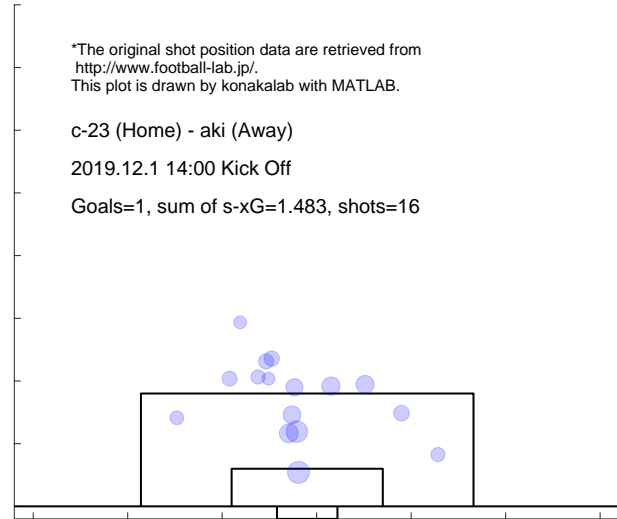 *The original shot position data are retrieved from
http://www.football-lab.jp/.
This plot is drawn by konakalab with MATLAB.
c-23 (Home) - aki (Away)
2019.12.1 14:00 Kick Off
Goals=1, sum of s-xG=1.483, shots=16